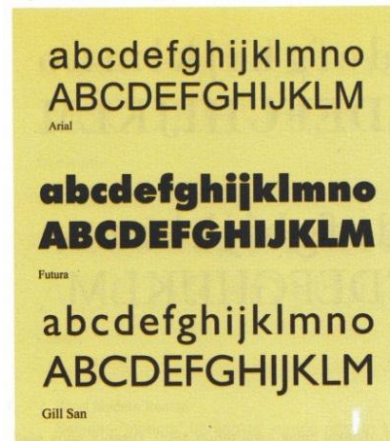 abcdefghijklmno
ABCDEFGHIJKLM
Arial
abcdefghijklmno
ABCDEFGHIJKLM
Futura
abcdefghijklmno
ABCDEFGHIJKLM
Gill San